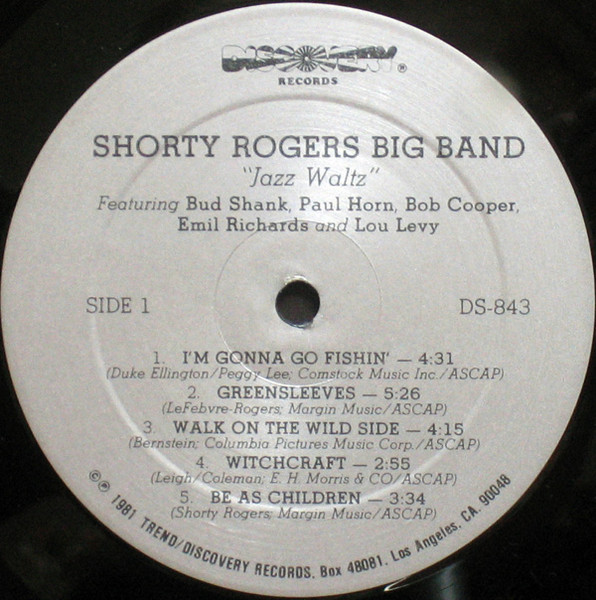 DISCOVERY®
RECORDS
SHORTY ROGERS BIG BAND
"Jazz Waltz"
Featuring Bud Shank, Paul Horn, Bob Cooper,
Emil Richards and Lou Levy
SIDE 1 DS-843
1. I'M GONNA GO FISHIN' — 4:31
(Duke Ellington/Peggy Lee; Comstock Music Inc./ASCAP)
2. GREENSLEEVES — 5:26
(LeFebvre-Rogers; Margin Music/ASCAP)
3. WALK ON THE WILD SIDE — 4:15
(Bernstein; Columbia Pictures Music Corp./ASCAP)
4. WITCHCRAFT — 2:55
(Leigh/Coleman; E. H. Morris & CO/ASCAP)
5. BE AS CHILDREN — 3:34
(Shorty Rogers; Margin Music/ASCAP)
©℗ 1981 TREND/DISCOVERY RECORDS, Box 48081, Los Angeles, CA. 90048